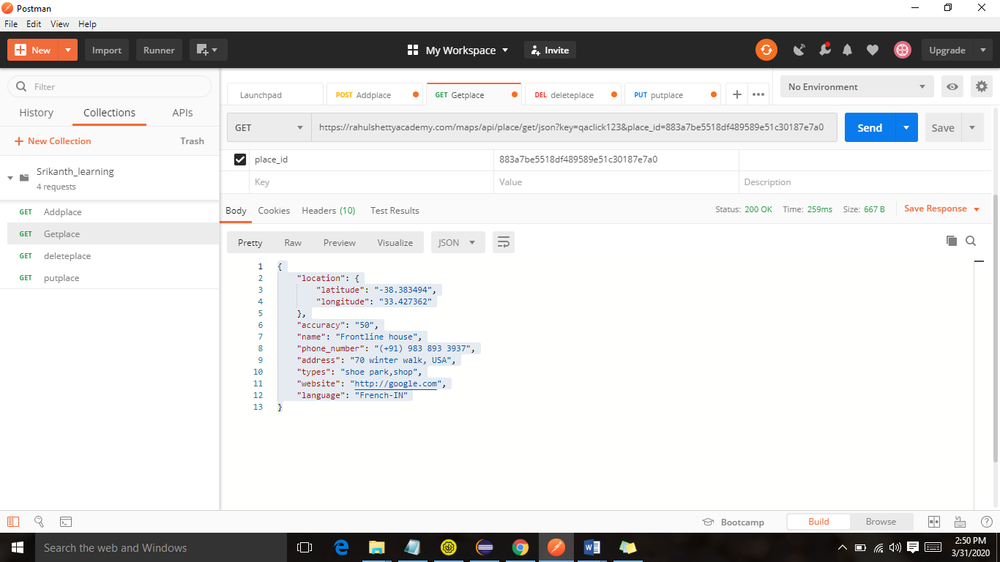 Postman
File Edit View Help
New Import Runner My Workspace Invite Upgrade
Filter
History Collections APIs
New Collection Trash
Srikanth_learning
4 requests
GET Addplace
GET Getplace
GET deleteplace
GET putplace
Launchpad POST Addplace GET Getplace DEL deleteplace PUT putplace No Environment
GET https://rahulshettyacademy.com/maps/api/place/get/json?key=qaclick123&place_id=883a7be5518df489589e51c30187e7a0 Send Save
place_id 883a7be5518df489589e51c30187e7a0
Key Value Description
Body Cookies Headers (10) Test Results Status: 200 OK Time: 259ms Size: 667 B Save Response
Pretty Raw Preview Visualize JSON
1 {
2 "location": {
3 "latitude": "-38.383494",
4 "longitude": "33.427362"
5 },
6 "accuracy": "50",
7 "name": "Frontline house",
8 "phone_number": "(+91) 983 893 3937",
9 "address": "70 winter walk, USA",
10 "types": "shoe park,shop",
11 "website": "http://google.com",
12 "language": "French-IN"
13 }
Bootcamp Build Browse
Search the web and Windows
2:50 PM
3/31/2020